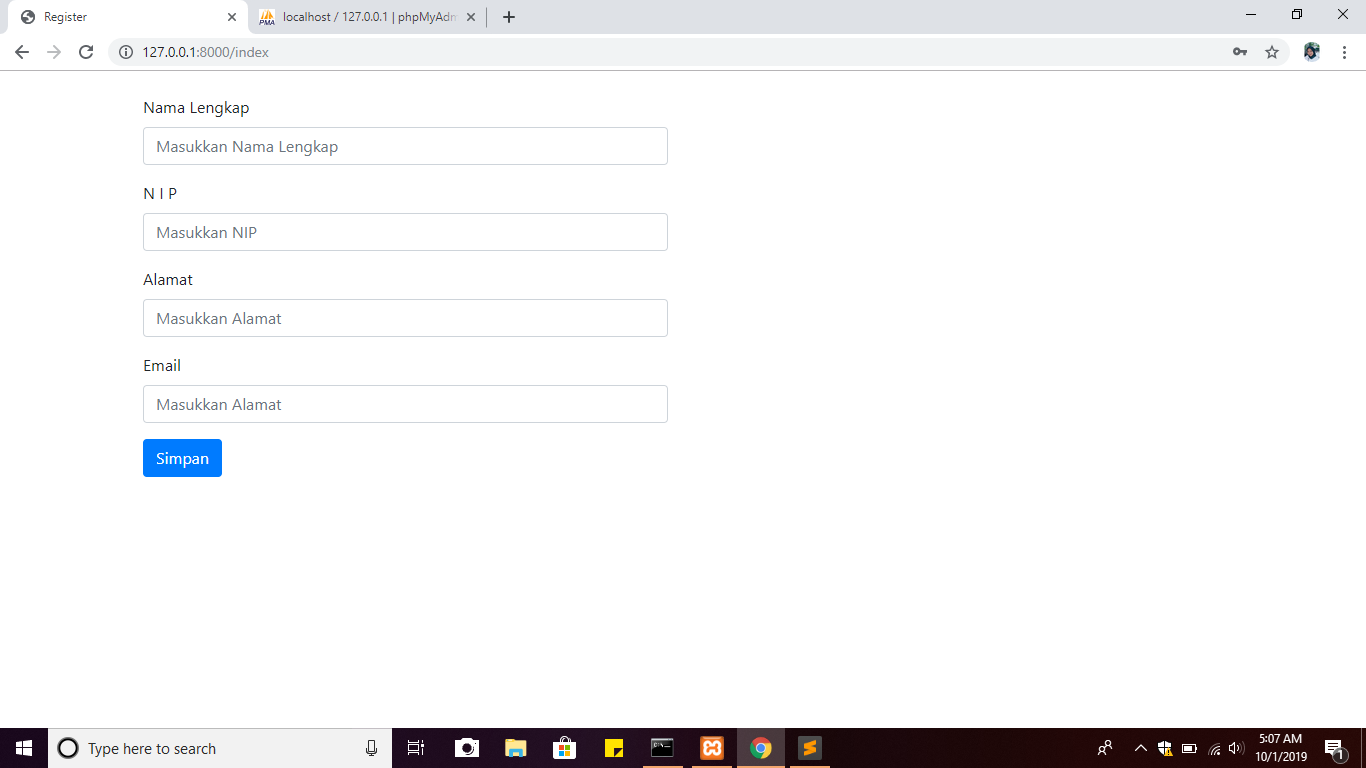 Register
PMA
localhost / 127.0.0.1 | phpMyAdm
127.0.0.1:8000/index
Nama Lengkap
Masukkan Nama Lengkap
N I P
Masukkan NIP
Alamat
Masukkan Alamat
Email
Masukkan Alamat
Simpan
Type here to search
5:07 AM
10/1/2019
1